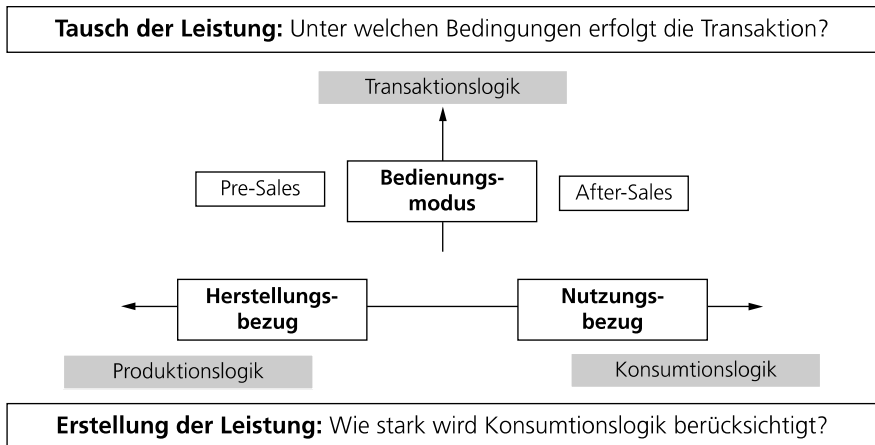 Tausch der Leistung: Unter welchen Bedingungen erfolgt die Transaktion?
Transaktionslogik
Pre-Sales
Bedienungs-
modus
After-Sales
Herstellungs-
bezug
Nutzungs-
bezug
Produktionslogik
Konsumtionslogik
Erstellung der Leistung: Wie stark wird Konsumtionslogik berücksichtigt?